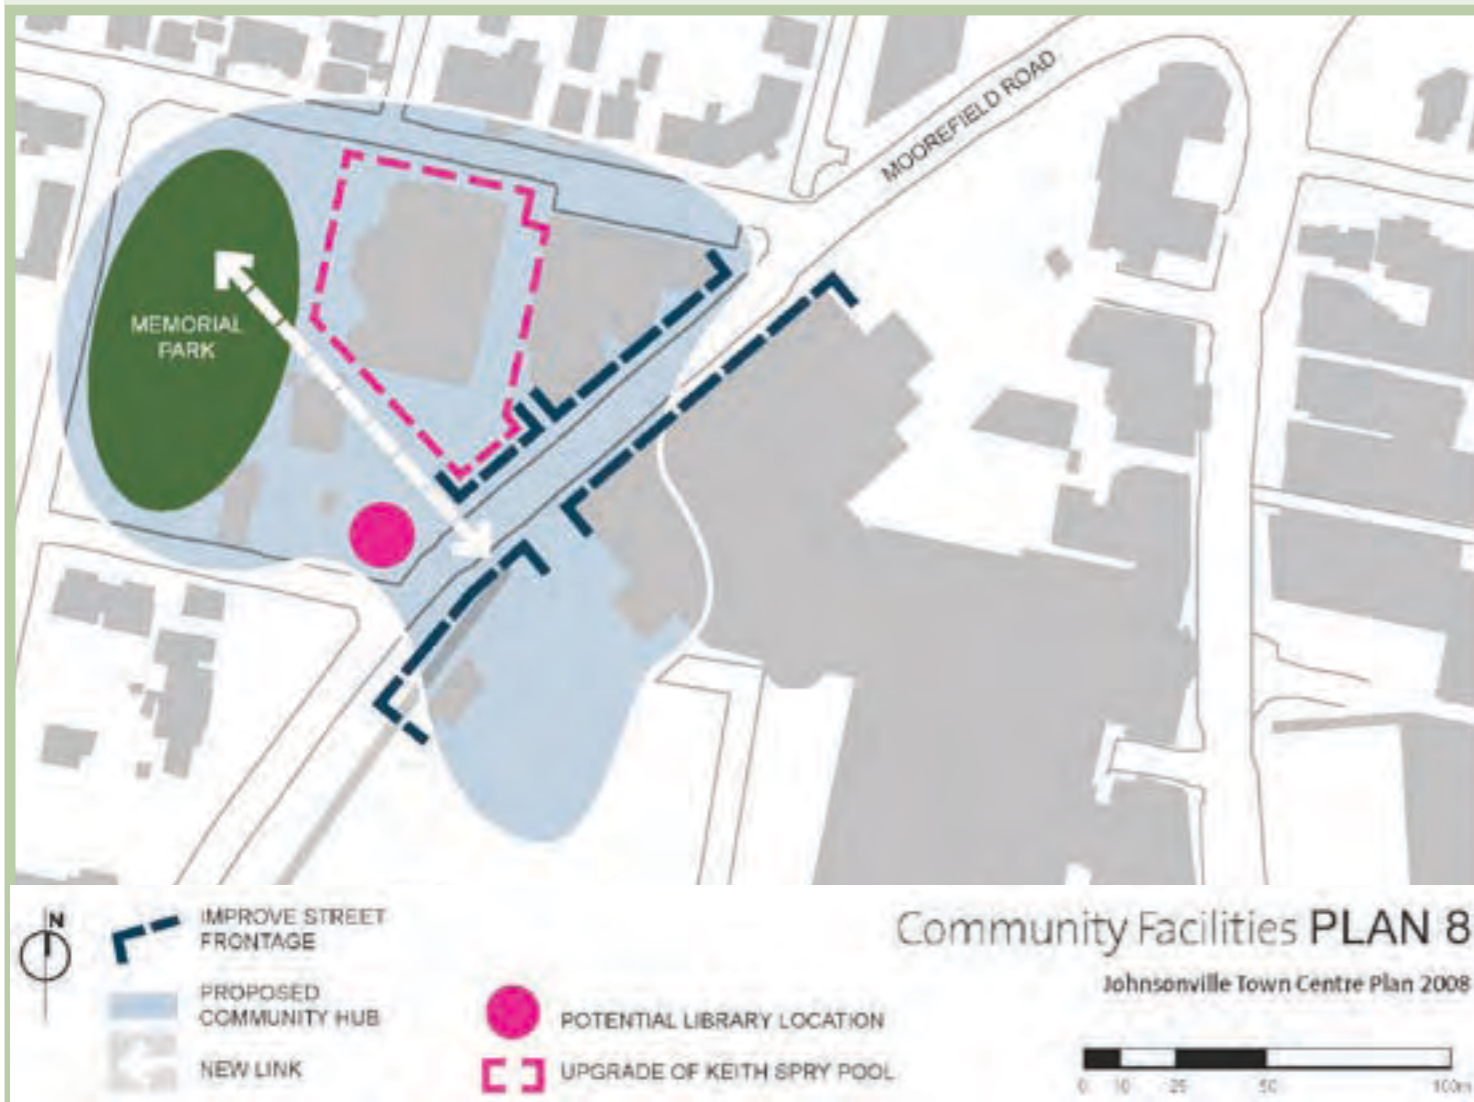 MOOREFIELD ROAD
MEMORIAL
PARK
N
IMPROVE STREET
FRONTAGE
PROPOSED
COMMUNITY HUB
NEW LINK
POTENTIAL LIBRARY LOCATION
UPGRADE OF KEITH SPRY POOL
Community Facilities PLAN 8
Johnsonville Town Centre Plan 2008
0 10 25 50 100m